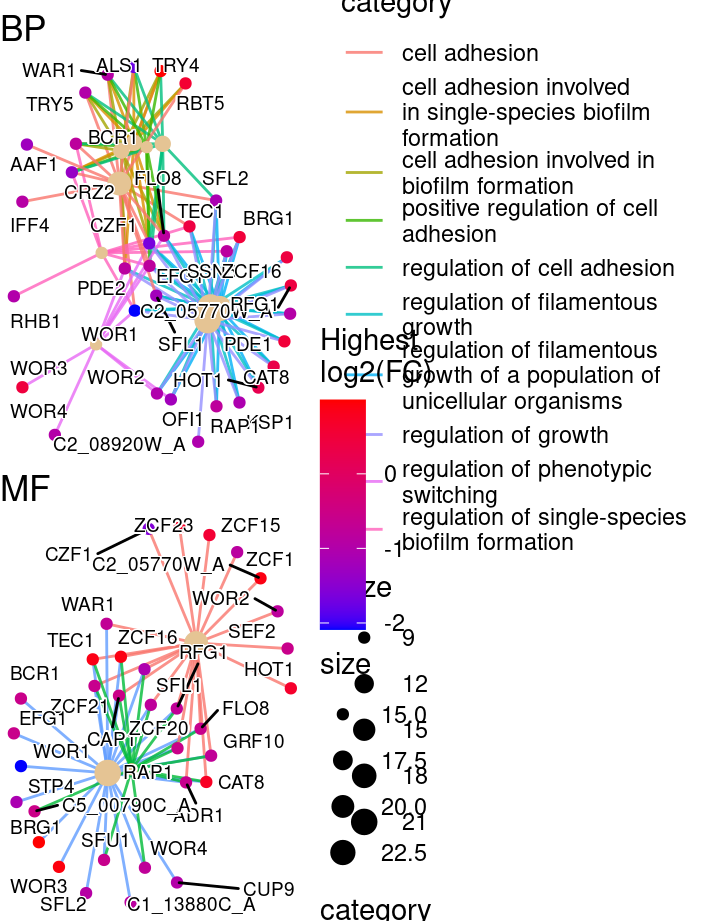 category
BP
cell adhesion
WAR1
ALS1
TRY4
cell adhesion involved
in single-species biofilm
formation
TRY5
RBT5
BCR1
AAF1
cell adhesion involved in
biofilm formation
CRZ2
FLO8
SFL2
positive regulation of cell
adhesion
IFF4
CZF1
TEC1
BRG1
regulation of cell adhesion
EFG1
SSN
ZCF16
PDE2
regulation of filamentous
growth
RHB1
C2_05770W_A
RFG1
WOR1
SFL1
PDE1
Highest
log2(FC)
regulation of filamentous
growth of a population of
unicellular organisms
WOR3
WOR2
HOT1
CAT8
WOR4
OFI1
RAP1
regulation of growth
C2_08920W_A
0
regulation of phenotypic
switching
MF
regulation of single-species
biofilm formation
ZCF23
ZCF15
CZF1
C2_05770W_A
ZCF1
-1
WOR2
WAR1
-2
TEC1
ZCF16
SEF2
9
RFG1
size
HOT1
BCR1
SFL1
12
ZCF21
FLO8
15.0
EFG1
ZCF20
15
CAP1
GRF10
WOR1
17.5
RAP1
18
STP4
CAT8
C5_00790C_A
20.0
ADR1
21
BRG1
SFU1
WOR4
22.5
WOR3
CUP9
SFL2
C1_13880C_A
category